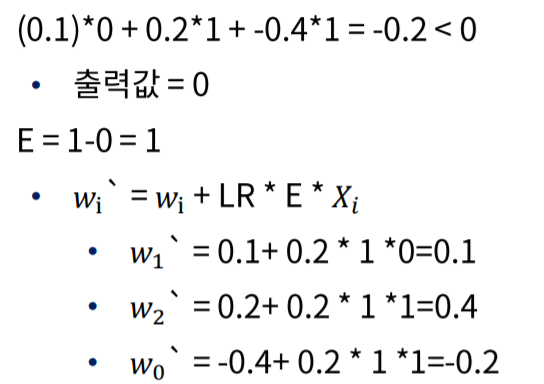 (0.1)*0 + 0.2*1 + -0.4*1 = -0.2 < 0
• 출력값 = 0
E = 1-0 = 1
• wᵢ` = wᵢ + LR * E * Xᵢ
• w₁` = 0.1+ 0.2 * 1 *0=0.1
• w₂` = 0.2+ 0.2 * 1 *1=0.4
• w₀` = -0.4+ 0.2 * 1 *1=-0.2